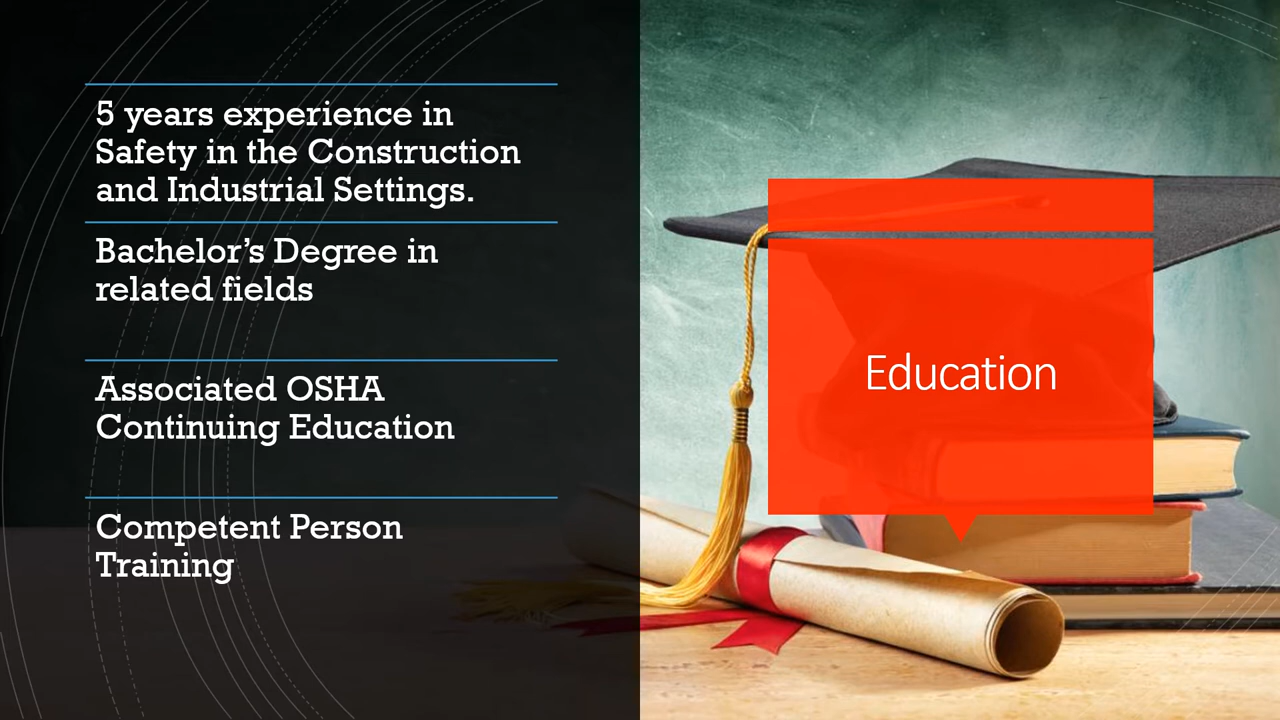 5 years experience in
Safety in the Construction
and Industrial Settings.
Bachelor’s Degree in
related fields
Associated OSHA
Continuing Education
Competent Person
Training
Education